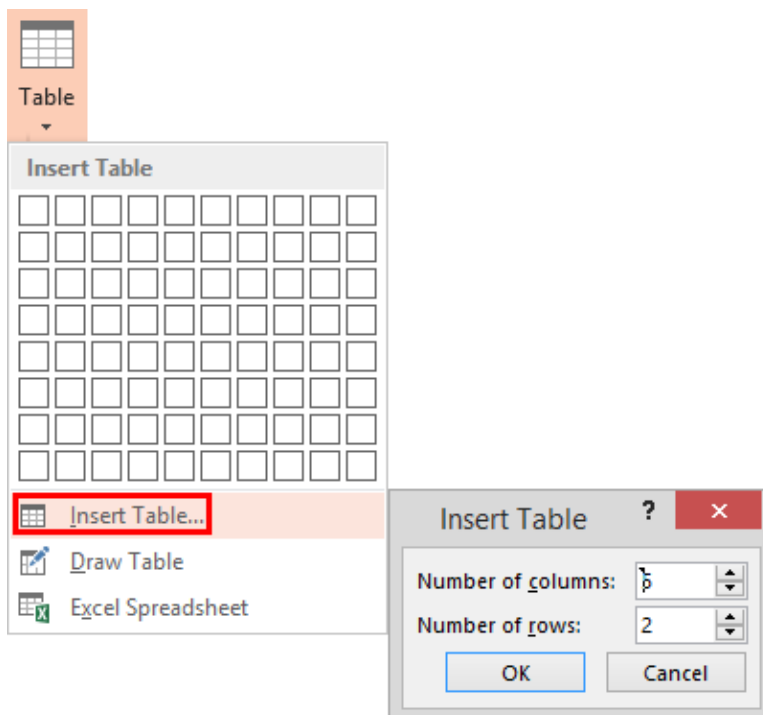 Table
Insert Table
Insert Table...
Draw Table
Excel Spreadsheet
Insert Table ? ×
Number of columns: 5
Number of rows: 2
OK Cancel